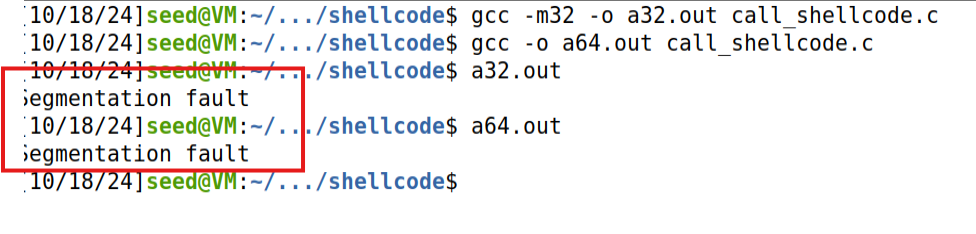 [10/18/24]seed@VM:~/.../shellcode$ gcc -m32 -o a32.out call_shellcode.c
[10/18/24]seed@VM:~/.../shellcode$ gcc -o a64.out call_shellcode.c
[10/18/24]seed@VM:~/.../shellcode$ a32.out
Segmentation fault
[10/18/24]seed@VM:~/.../shellcode$ a64.out
Segmentation fault
[10/18/24]seed@VM:~/.../shellcode$